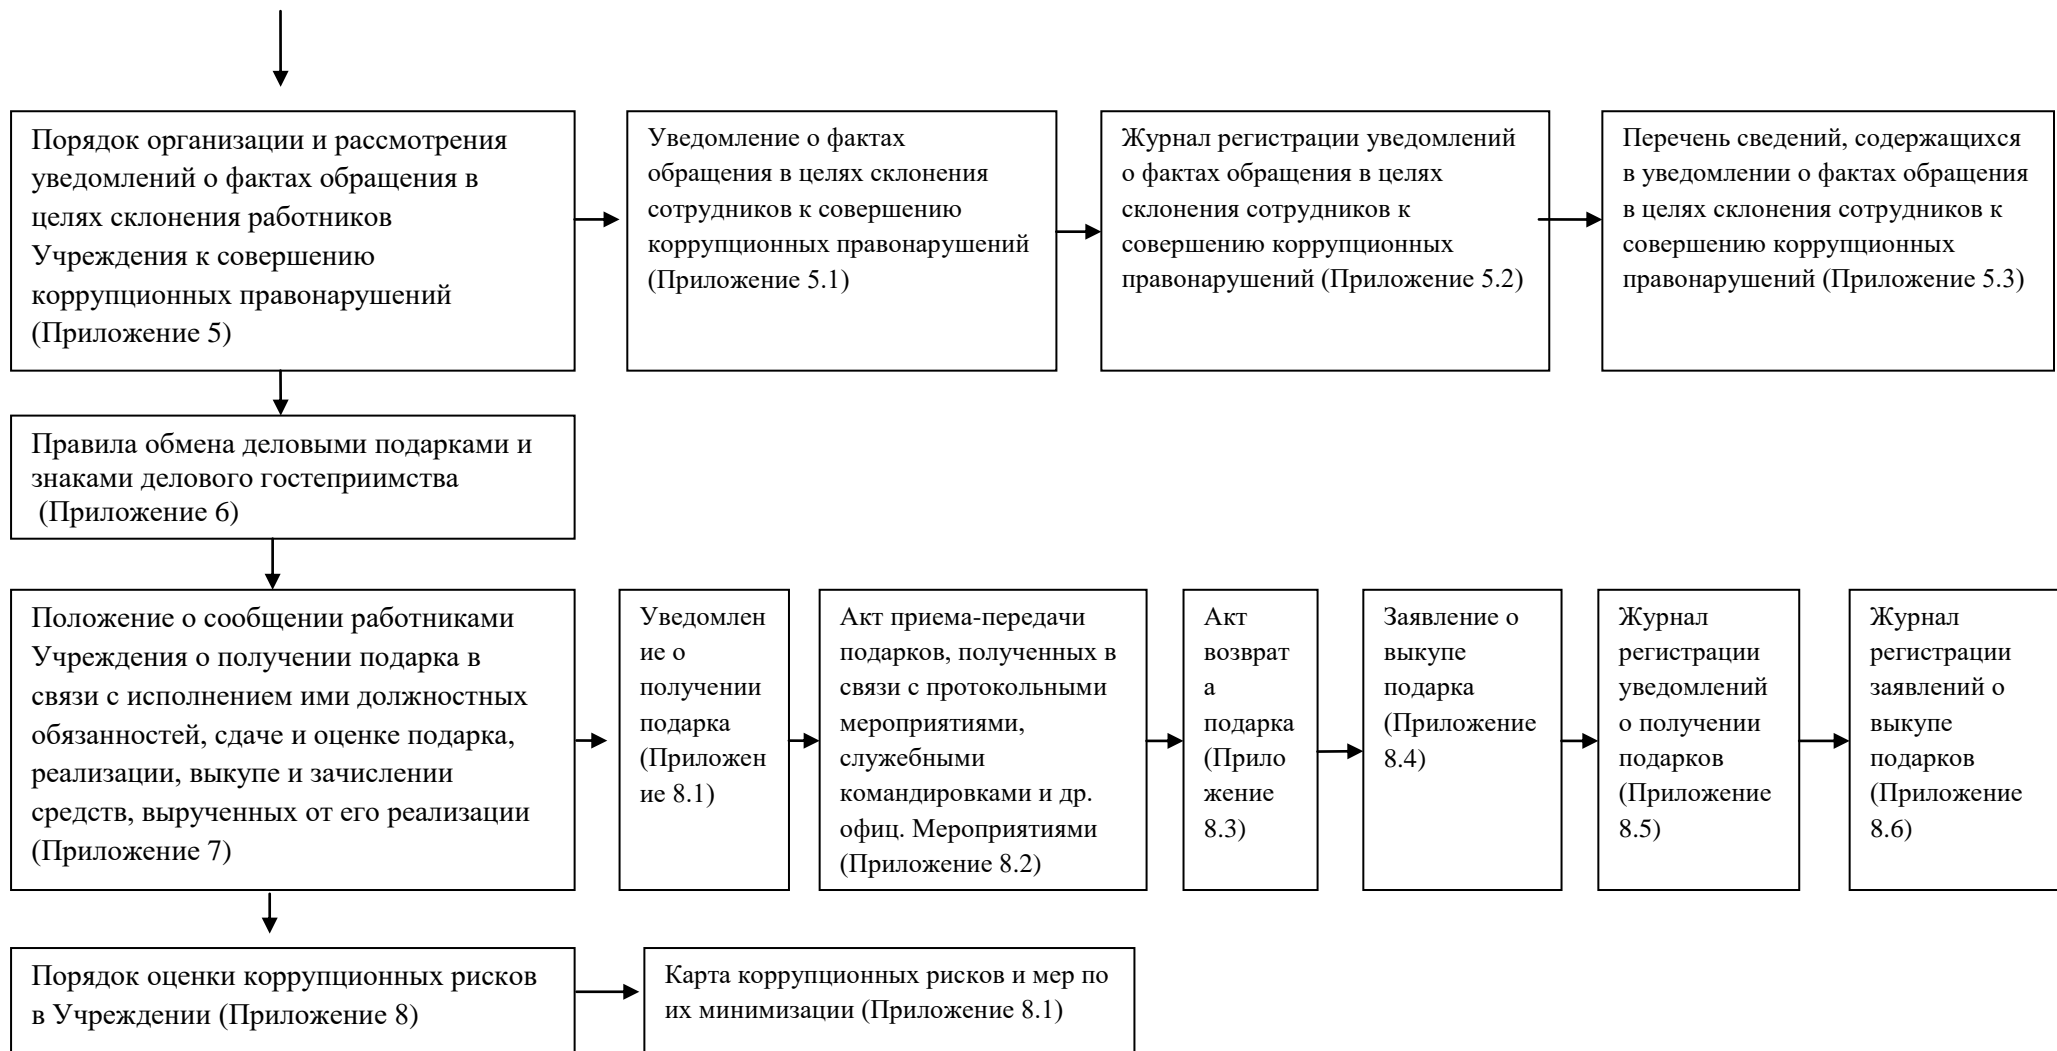 Порядок организации и рассмотрения
уведомлений о фактах обращения в
целях склонения работников
Учреждения к совершению
коррупционных правонарушений
(Приложение 5)
Уведомление о фактах
обращения в целях склонения
сотрудников к совершению
коррупционных правонарушений
(Приложение 5.1)
Журнал регистрации уведомлений
о фактах обращения в целях
склонения сотрудников к
совершению коррупционных
правонарушений (Приложение 5.2)
Перечень сведений, содержащихся
в уведомлении о фактах обращения
в целях склонения сотрудников к
совершению коррупционных
правонарушений (Приложение 5.3)
Правила обмена деловыми подарками и
знаками делового гостеприимства
(Приложение 6)
Положение о сообщении работниками
Учреждения о получении подарка в
связи с исполнением ими должностных
обязанностей, сдаче и оценке подарка,
реализации, выкупе и зачислении
средств, вырученных от его реализации
(Приложение 7)
Уведомлен
ие о
получении
подарка
(Приложен
ие 8.1)
Акт приема-передачи
подарков, полученных в
связи с протокольными
мероприятиями,
служебными
командировками и др.
офиц. Мероприятиями
(Приложение 8.2)
Акт
возврат
а
подарка
(Прило
жение
8.3)
Заявление о
выкупе
подарка
(Приложение
8.4)
Журнал
регистрации
уведомлений
о получении
подарков
(Приложение
8.5)
Журнал
регистрации
заявлений о
выкупе
подарков
(Приложение
8.6)
Порядок оценки коррупционных рисков
в Учреждении (Приложение 8)
Карта коррупционных рисков и мер по
их минимизации (Приложение 8.1)